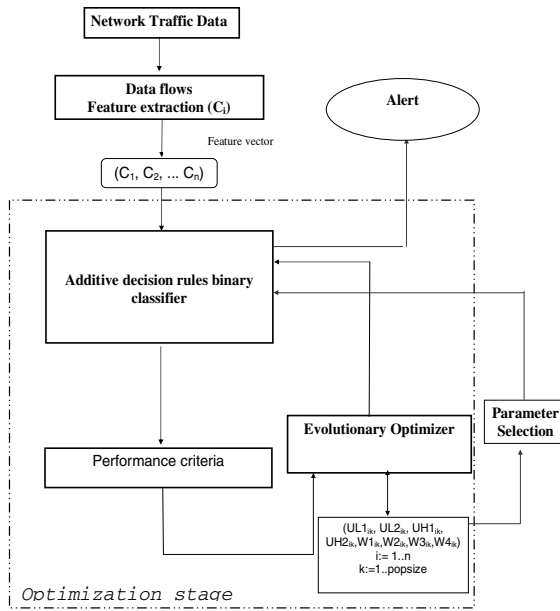 Network Traffic Data
Data flows
Feature extraction (Cᵢ)
Alert
Feature vector
(C₁, C₂, ... Cₙ)
Additive decision rules binary
classifier
Evolutionary Optimizer
Parameter
Selection
Performance criteria
(UL1ᵢₖ, UL2ᵢₖ, UH1ᵢₖ,
UH2ᵢₖ,W1ᵢₖ,W2ᵢₖ,W3ᵢₖ,W4ᵢₖ)
i:= 1..n
k:=1..popsize
Optimization stage